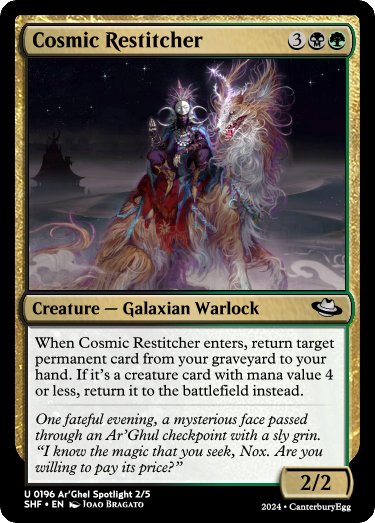 Cosmic Restitcher 3
Creature — Galaxian Warlock
When Cosmic Restitcher enters, return target
permanent card from your graveyard to your
hand. If it's a creature card with mana value 4
or less, return it to the battlefield instead.
One fateful evening, a mysterious face passed
through an Ar'Ghul checkpoint with a sly grin.
"I know the magic that you seek, Nox. Are you
willing to pay its price?"
2/2
U 0196 Ar'Ghel Spotlight 2/5
SHF • EN Joao Bragato
2024 • CanterburyEgg